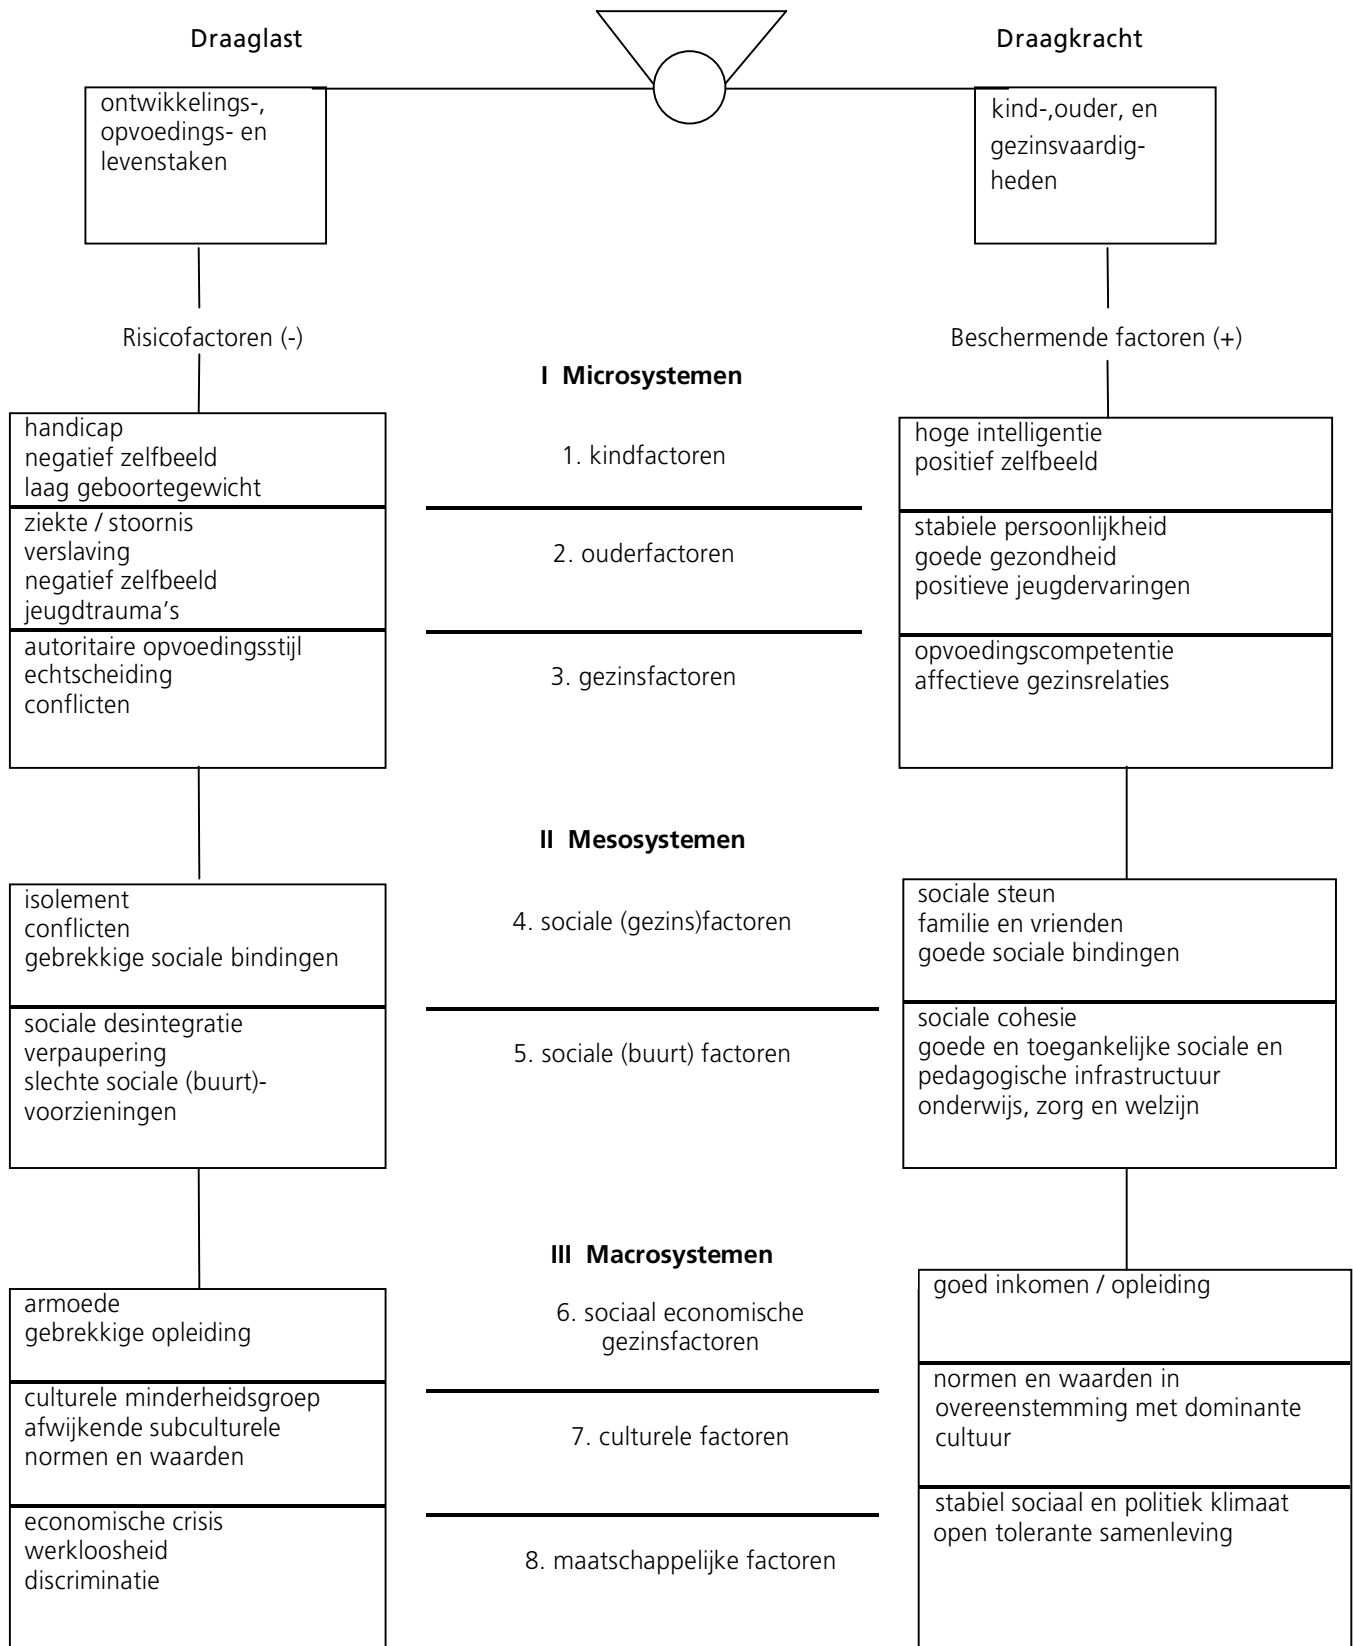 Draaglast
Draagkracht
ontwikkelings-,
opvoedings- en
levenstaken
kind-,ouder, en
gezinsvaardig-
heden
Risicofactoren (-)
Beschermende factoren (+)
I Microsystemen
handicap
negatief zelfbeeld
laag geboortegewicht
1. kindfactoren
hoge intelligentie
positief zelfbeeld
ziekte / stoornis
verslaving
negatief zelfbeeld
jeugdtrauma's
2. ouderfactoren
stabiele persoonlijkheid
goede gezondheid
positieve jeugdervaringen
autoritaire opvoedingsstijl
echtscheiding
conflicten
3. gezinsfactoren
opvoedingscompetentie
affectieve gezinsrelaties
II Mesosystemen
isolement
conflicten
gebrekkige sociale bindingen
4. sociale (gezins)factoren
sociale steun
familie en vrienden
goede sociale bindingen
sociale desintegratie
verpaupering
slechte sociale (buurt)-
voorzieningen
5. sociale (buurt) factoren
sociale cohesie
goede en toegankelijke sociale en
pedagogische infrastructuur
onderwijs, zorg en welzijn
III Macrosystemen
armoede
gebrekkige opleiding
6. sociaal economische
gezinsfactoren
goed inkomen / opleiding
culturele minderheidsgroep
afwijkende subculturele
normen en waarden
7. culturele factoren
normen en waarden in
overeenstemming met dominante
cultuur
economische crisis
werkloosheid
discriminatie
8. maatschappelijke factoren
stabiel sociaal en politiek klimaat
open tolerante samenleving